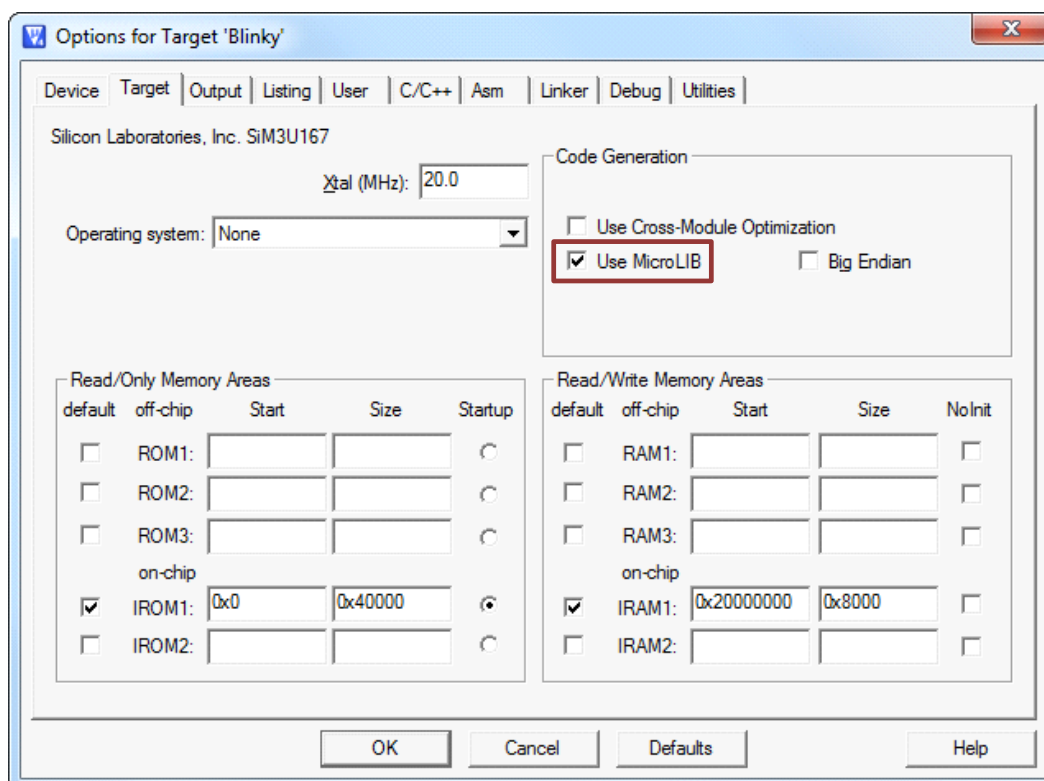 Options for Target 'Blinky'
Device Target Output Listing User C/C++ Asm Linker Debug Utilities
Silicon Laboratories, Inc. SiM3U167
Xtal (MHz): 20.0
Operating system: None
Code Generation
Use Cross-Module Optimization
Use MicroLIB Big Endian
Read/Only Memory Areas
default off-chip Start Size Startup
ROM1:
ROM2:
ROM3:
on-chip
IROM1: 0x0 0x40000
IROM2:
Read/Write Memory Areas
default off-chip Start Size NoInit
RAM1:
RAM2:
RAM3:
on-chip
IRAM1: 0x20000000 0x8000
IRAM2:
OK Cancel Defaults Help